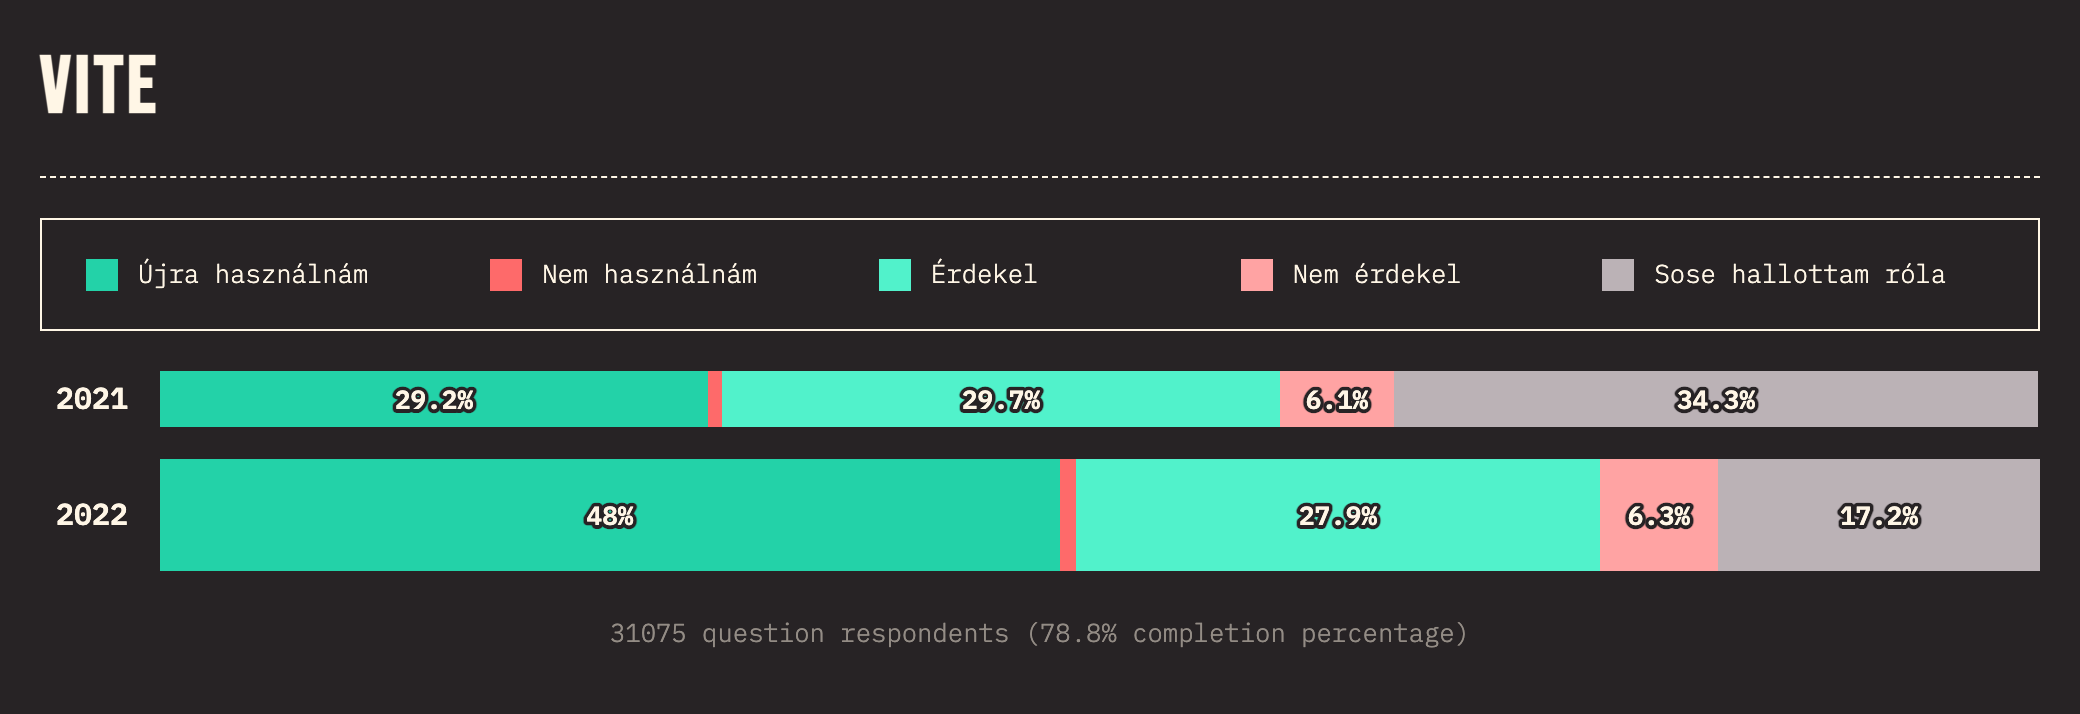 VITE
Újra használnám Nem használnám Érdekel Nem érdekel Sose hallottam róla
2021 29.2% 29.7% 6.1% 34.3%
2022 48% 27.9% 6.3% 17.2%
31075 question respondents (78.8% completion percentage)